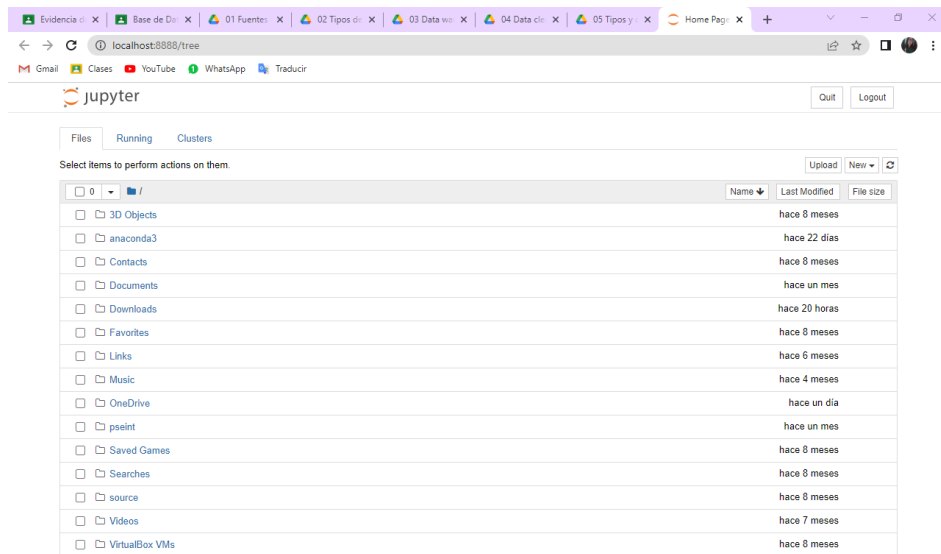 Evidencia d Base de Da 01 Fuentes 02 Tipos de 03 Data wa 04 Data cie 05 Tipos y Home Page
localhost:8888/tree
Gmail Clases YouTube WhatsApp Traducir
jupyter Quit Logout
Files Running Clusters
Select items to perform actions on them. Upload New
0 / Name Last Modified File size
3D Objects hace 8 meses
anaconda3 hace 22 días
Contacts hace 8 meses
Documents hace un mes
Downloads hace 20 horas
Favorites hace 8 meses
Links hace 6 meses
Music hace 4 meses
OneDrive hace un día
pseint hace un mes
Saved Games hace 8 meses
Searches hace 8 meses
source hace 8 meses
Videos hace 7 meses
VirtualBox VMs hace 8 meses